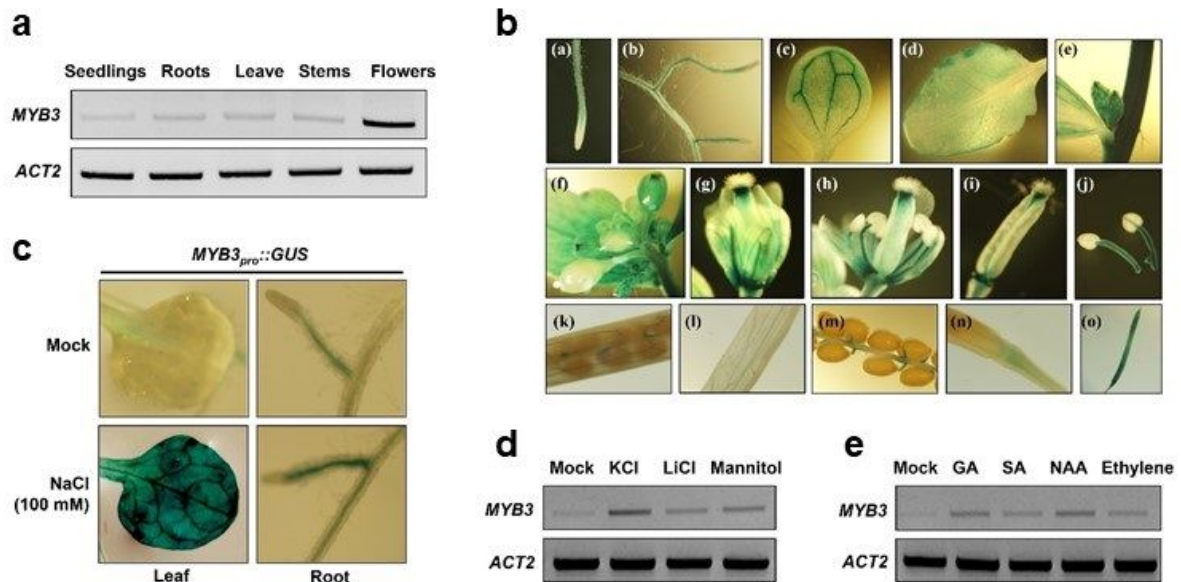 a
Seedlings Roots Leave Stems Flowers
MYB3
ACT2
b
(a) (b) (c) (d) (e)
(f) (g) (h) (i) (j)
(k) (l) (m) (n) (o)
c
MYB3pro::GUS
Mock
NaCl
(100 mM)
Leaf Root
d
Mock KCl LiCl Mannitol
MYB3
ACT2
e
Mock GA SA NAA Ethylene
MYB3
ACT2